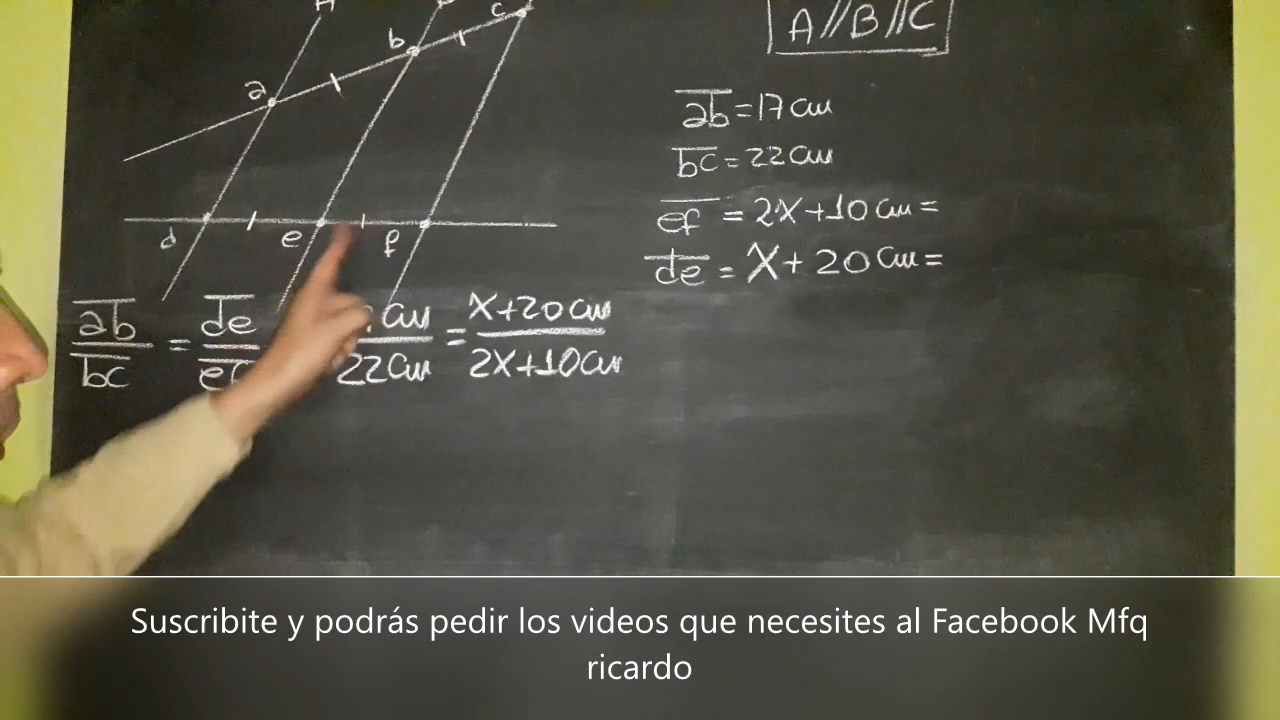 A//B//C
c
b
a
ab = 17 cm
bc = 22 cm
ef = 2X+10 cm =
de = X + 20 cm =
d e f
ab = de cm = X+20 cm
bc 22 cm 2X+10 cm
Suscribite y podrás pedir los videos que necesites al Facebook Mfq
ricardo